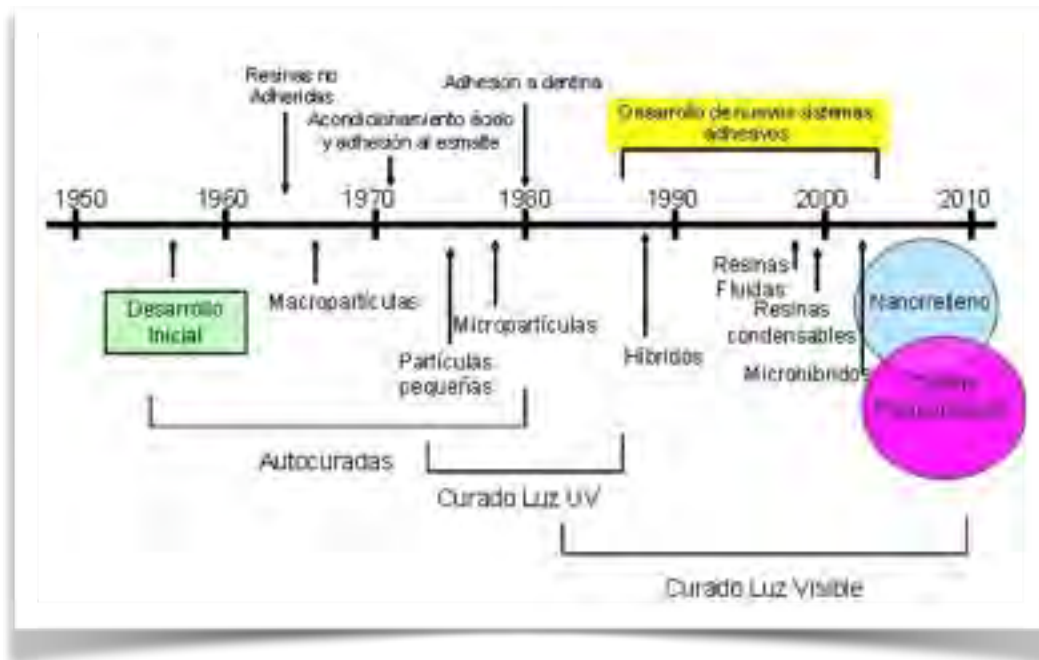 Resinas no
Adheridas
Acondicionamiento ácido
y adhesión al esmalte
Adhesion a dentina
Desarrollo de nuevos sistemas
adhesivos
1950 1960 1970 1980 1990 2000 2010
Desarrollo
Inicial
Macropartículas
Partículas
pequeñas
Micropartículas
Híbridos
Resinas
Fluidas
Resinas
condensables
Microhíbridos
Nanorrelleno
Autocuradas
Curado Luz UV
Curado Luz Visible